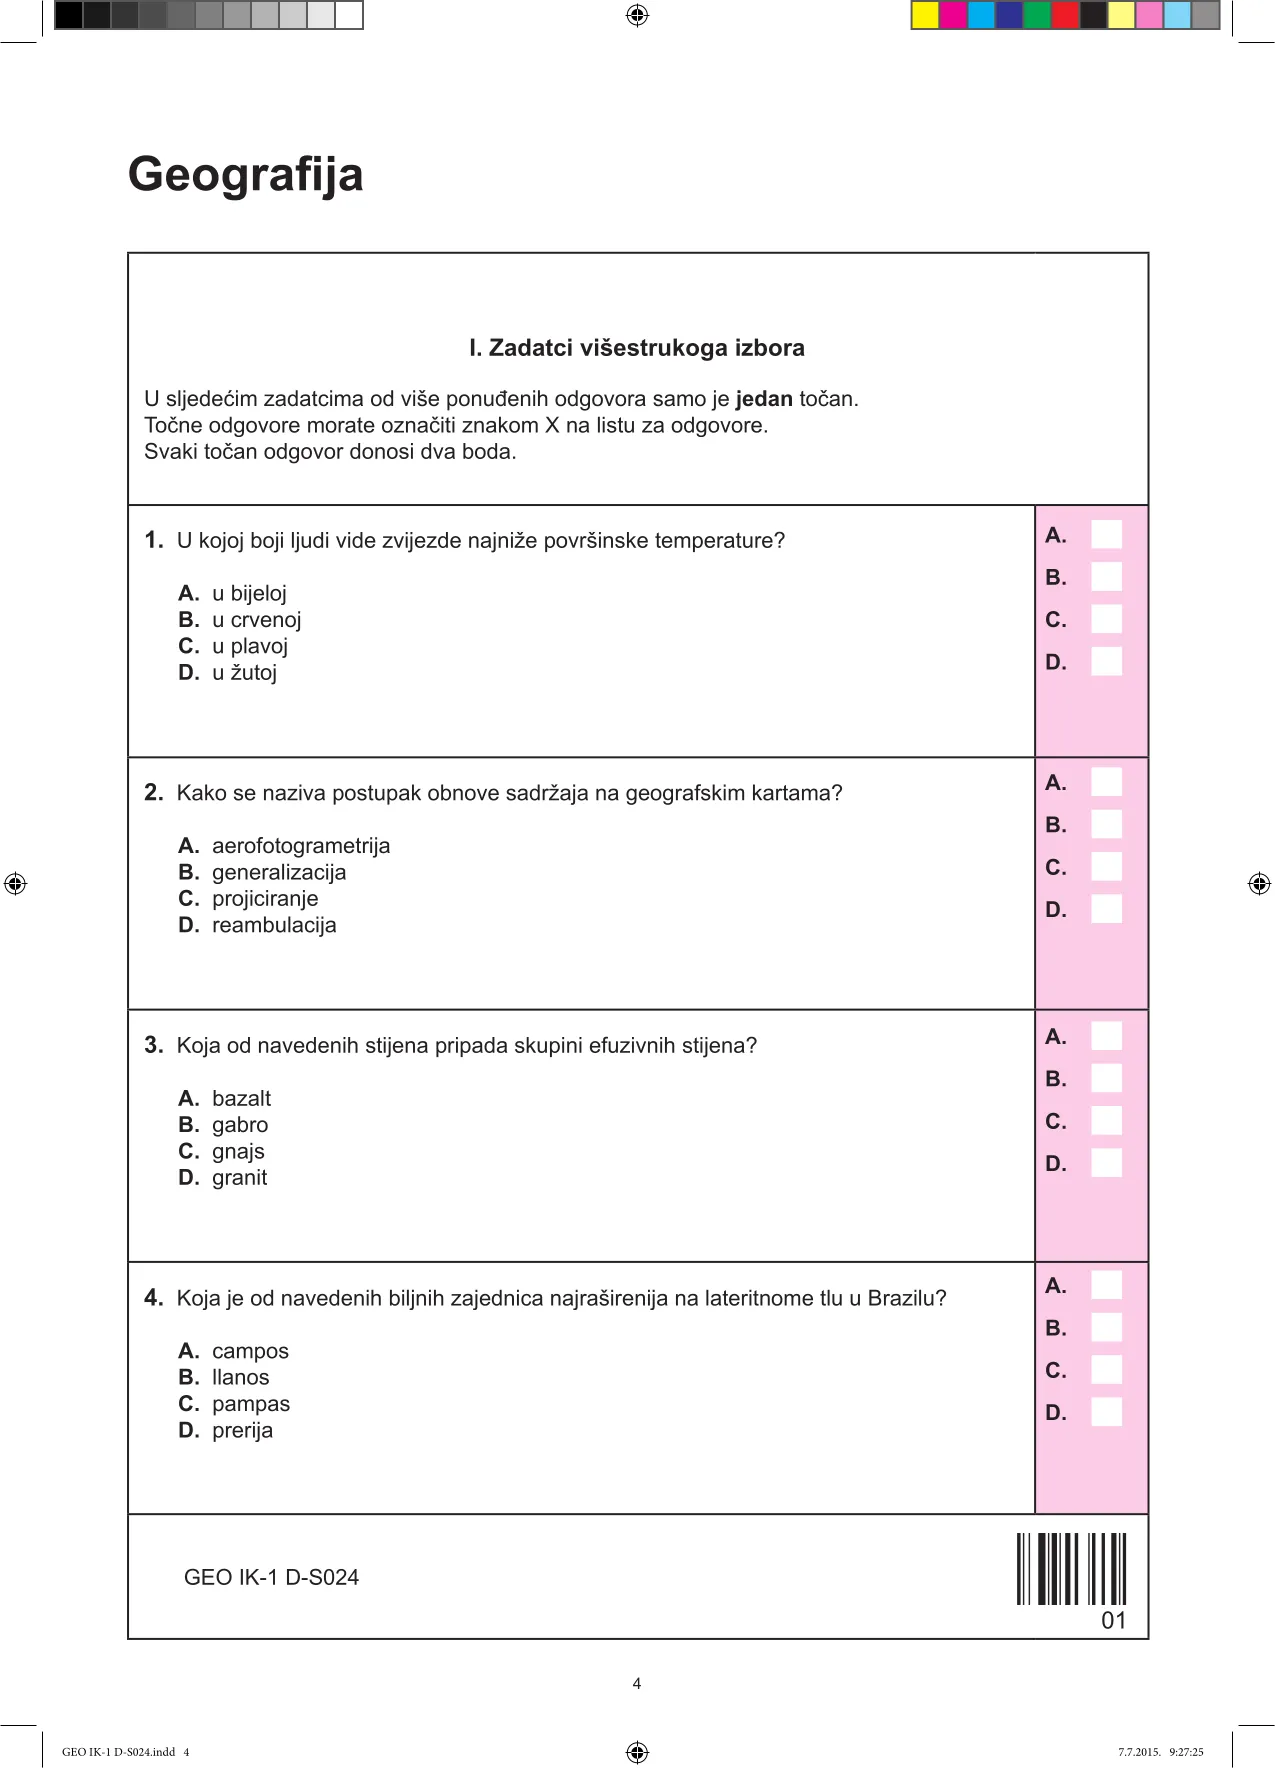 Geografija
I. Zadatci višestrukoga izbora
U sljedećim zadatcima od više ponuđenih odgovora samo je jedan točan.
Točne odgovore morate označiti znakom X na listu za odgovore.
Svaki točan odgovor donosi dva boda.
1. U kojoj boji ljudi vide zvijezde najniže površinske temperature?
A. u bijeloj
B. u crvenoj
C. u plavoj
D. u žutoj
A.
B.
C.
D.
2. Kako se naziva postupak obnove sadržaja na geografskim kartama?
A. aerofotogrametrija
B. generalizacija
C. projiciranje
D. reambulacija
A.
B.
C.
D.
3. Koja od navedenih stijena pripada skupini efuzivnih stijena?
A. bazalt
B. gabro
C. gnajs
D. granit
A.
B.
C.
D.
4. Koja je od navedenih biljnih zajednica najraširenija na lateritnome tlu u Brazilu?
A. campos
B. llanos
C. pampas
D. prerija
A.
B.
C.
D.
GEO IK-1 D-S024
01
4
GEO IK-1 D-S024.indd 4
7.7.2015. 9:27:25